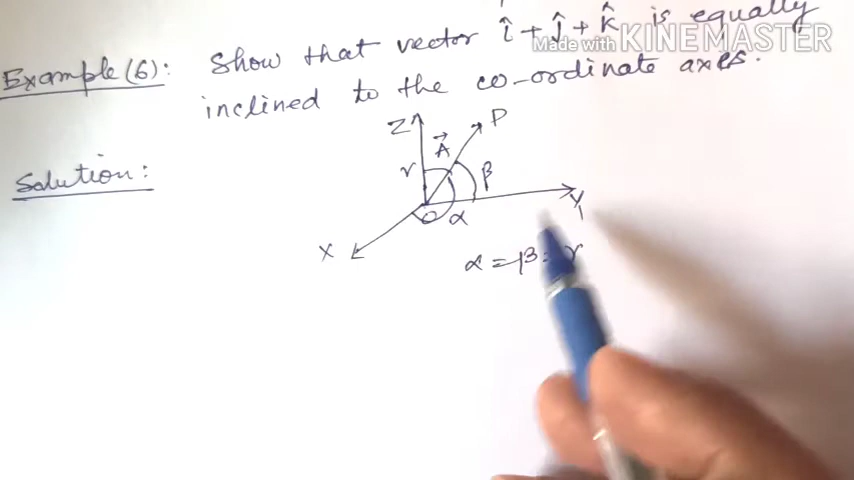 Example (6): Show that vector î + ĵ + k̂ is equally
Made with KINEMASTER
inclined to the co-ordinate axes.
Solution:
Z P
A⃗
γ β
O α Y
X
α = β = γ